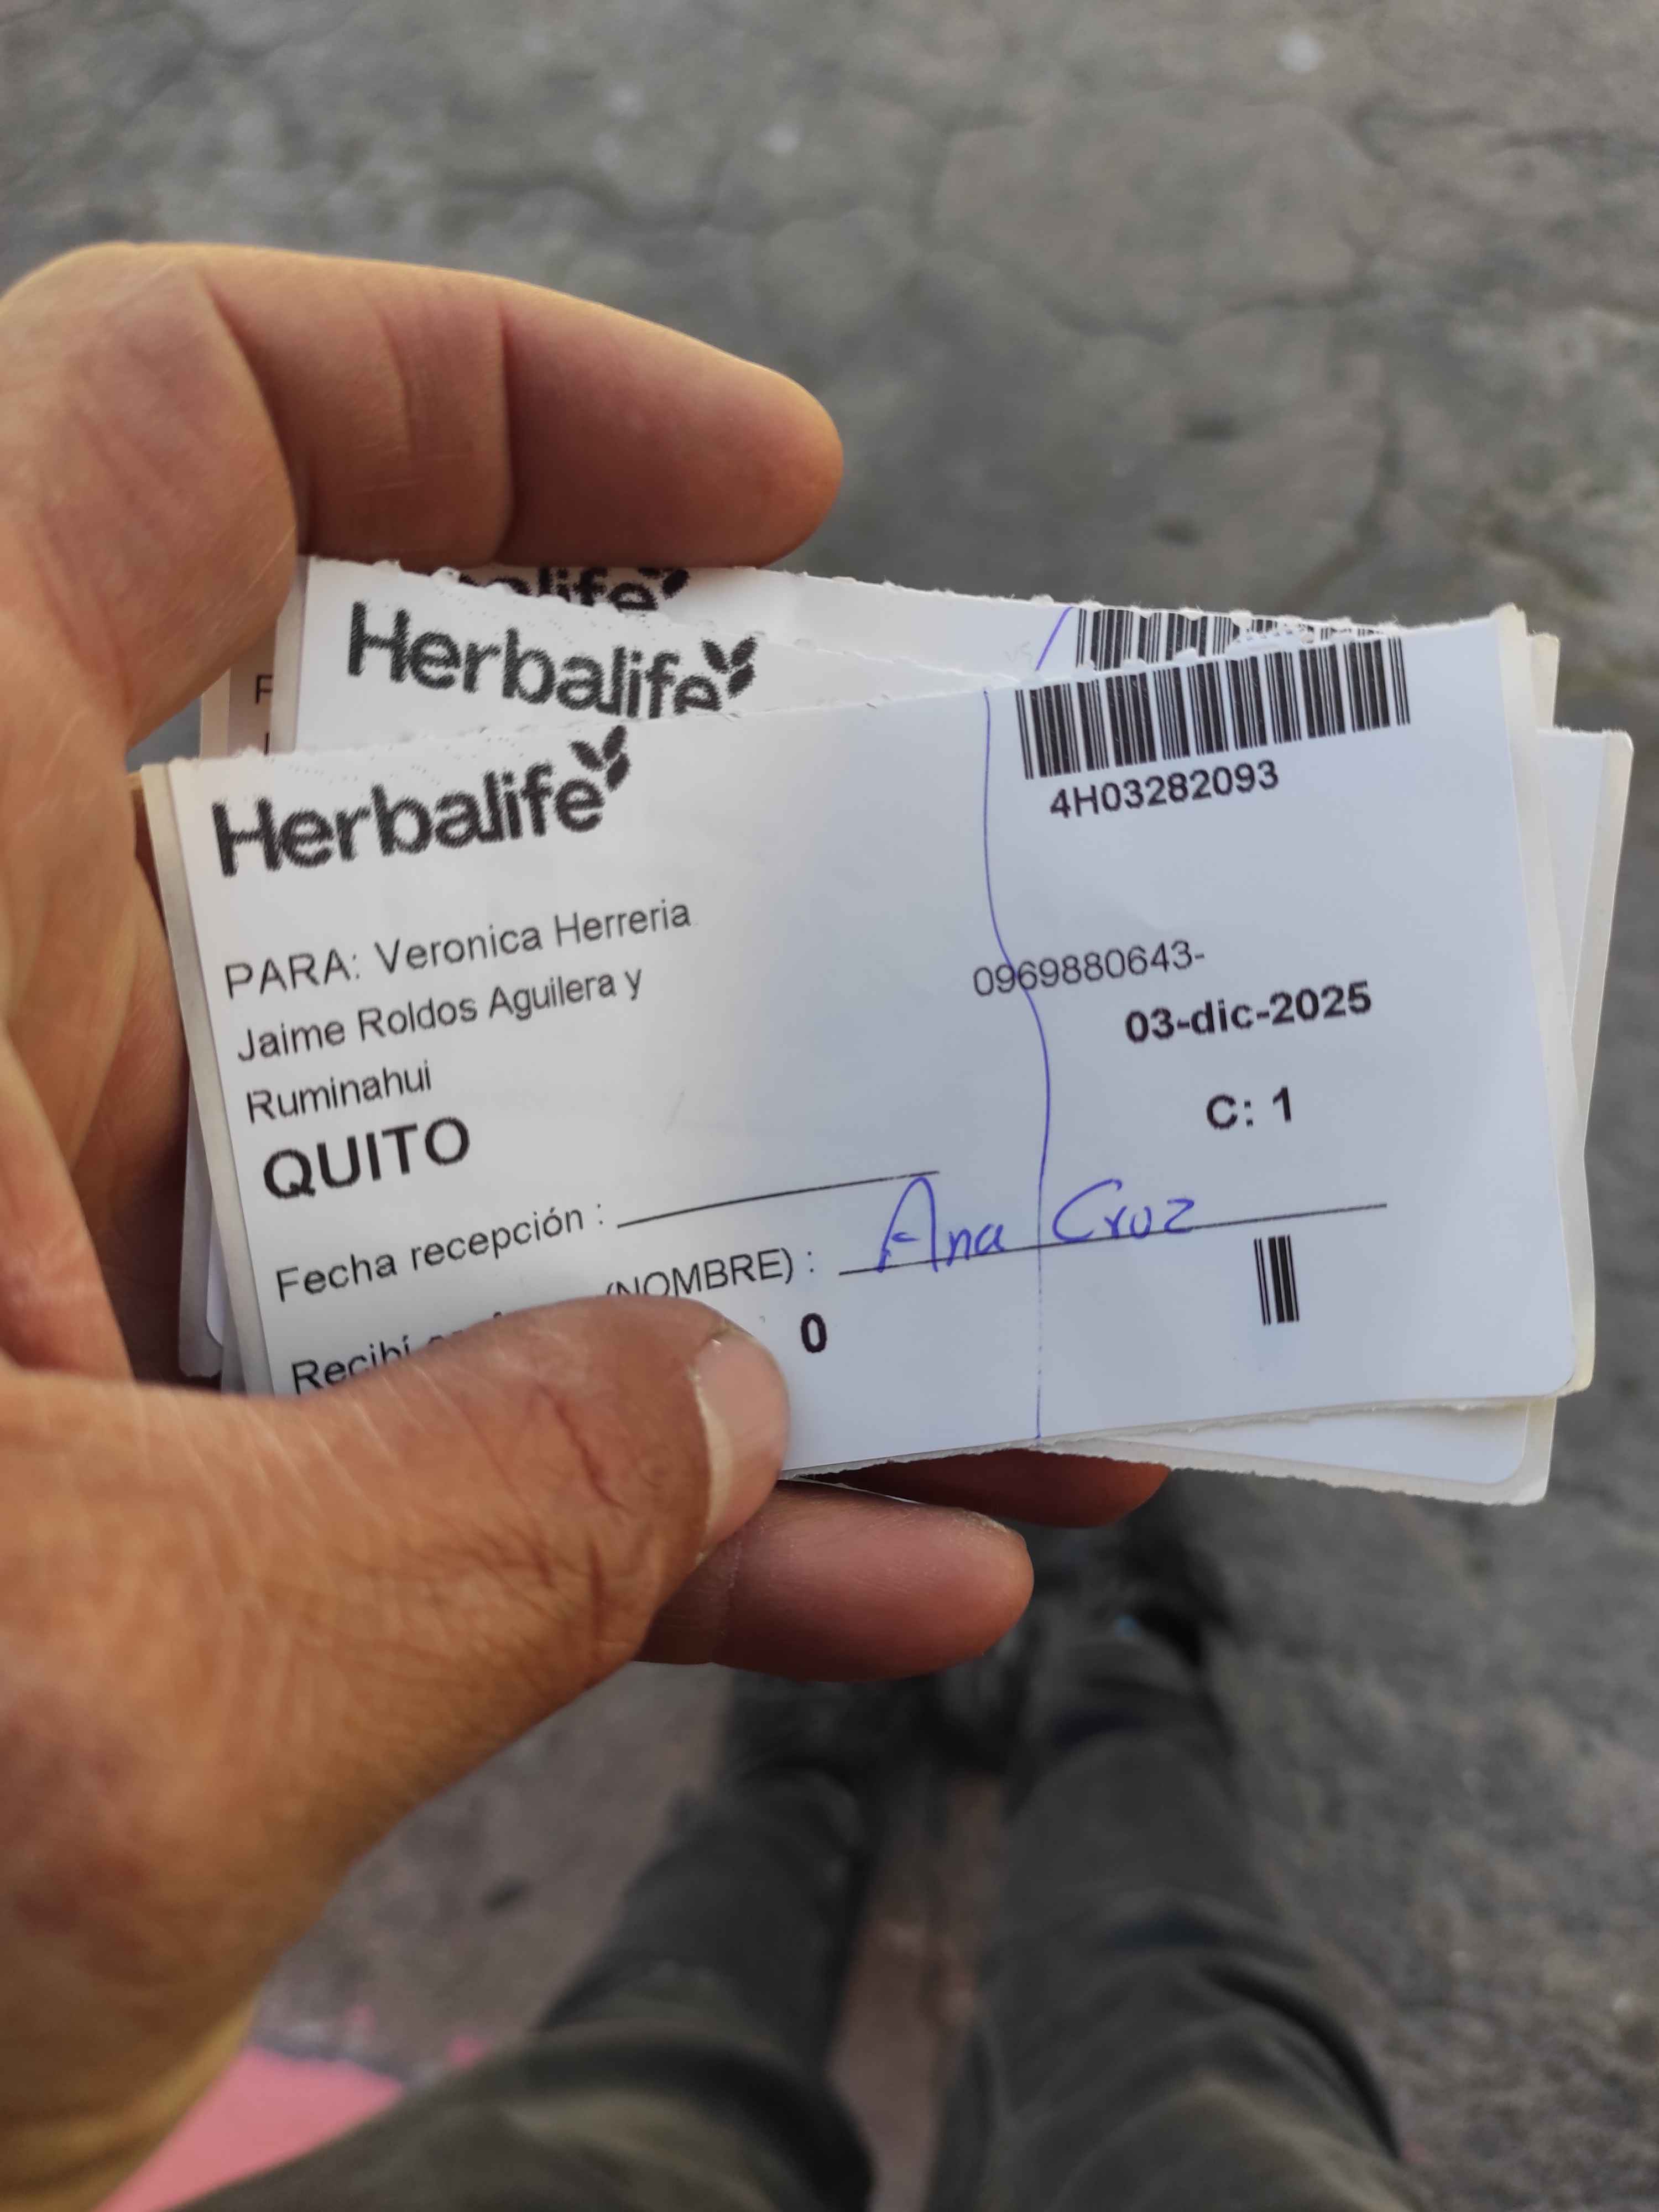 Herbalife
Herbalife
4H03282093
PARA: Veronica Herreria
0969880643-
Jaime Roldos Aguilera y
03-dic-2025
Ruminahui
C: 1
QUITO
Fecha recepción :
(NOMBRE) : Ana Cruz
Recibí
0